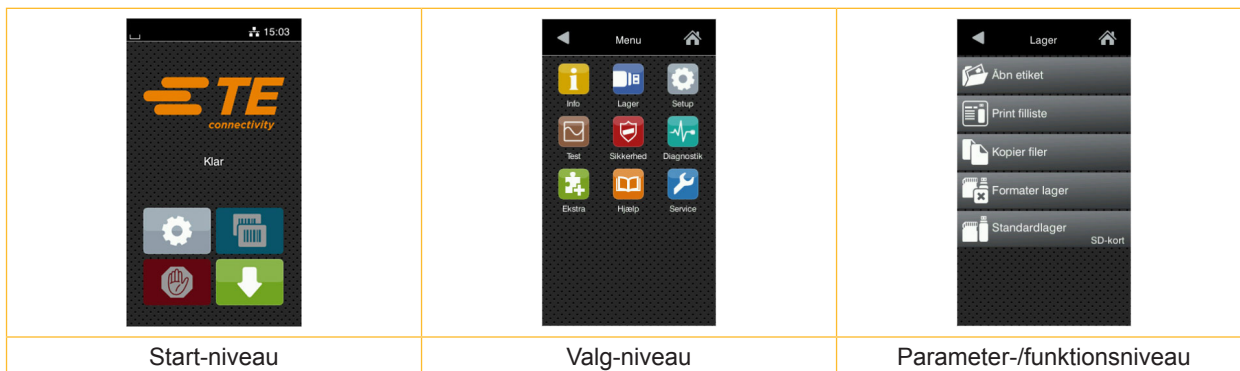 15:03
TE
connectivity
Klar
Menu
Info Lager Setup
Test Sikkerhed Diagnostik
Ekstra Hjælp Service
Lager
Åbn etiket
Print filliste
Kopier filer
Formater lager
Standardlager
SD-kort
Start-niveau
Valg-niveau
Parameter-/funktionsniveau